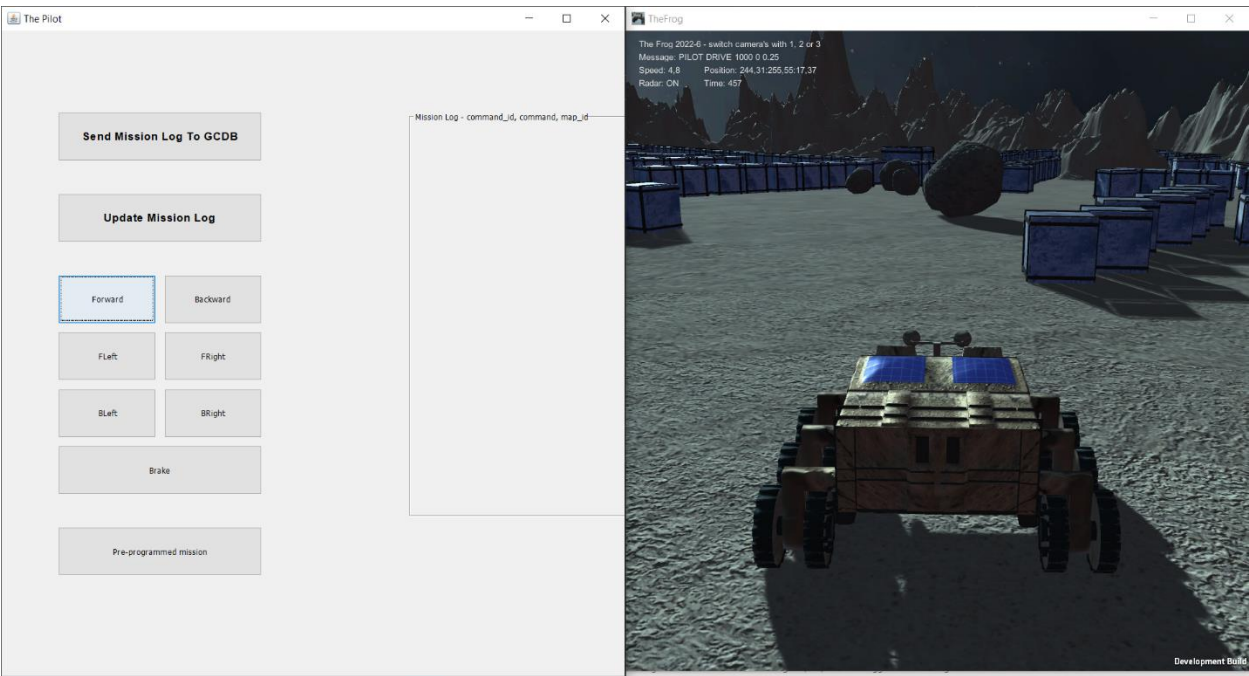 The Pilot
Send Mission Log To GCDB
Update Mission Log
Forward
Backward
FLeft
FRight
BLeft
BRight
Brake
Pre-programmed mission
Mission Log - command_id, command, map_id
TheFrog
The Frog 2022-6 - switch camera's with 1, 2 or 3
Message: PILOT DRIVE 1000 0 0.25
Speed: 4,8 Position: 244,31:255,55:17,37
Radar: ON Time: 457
Development Build